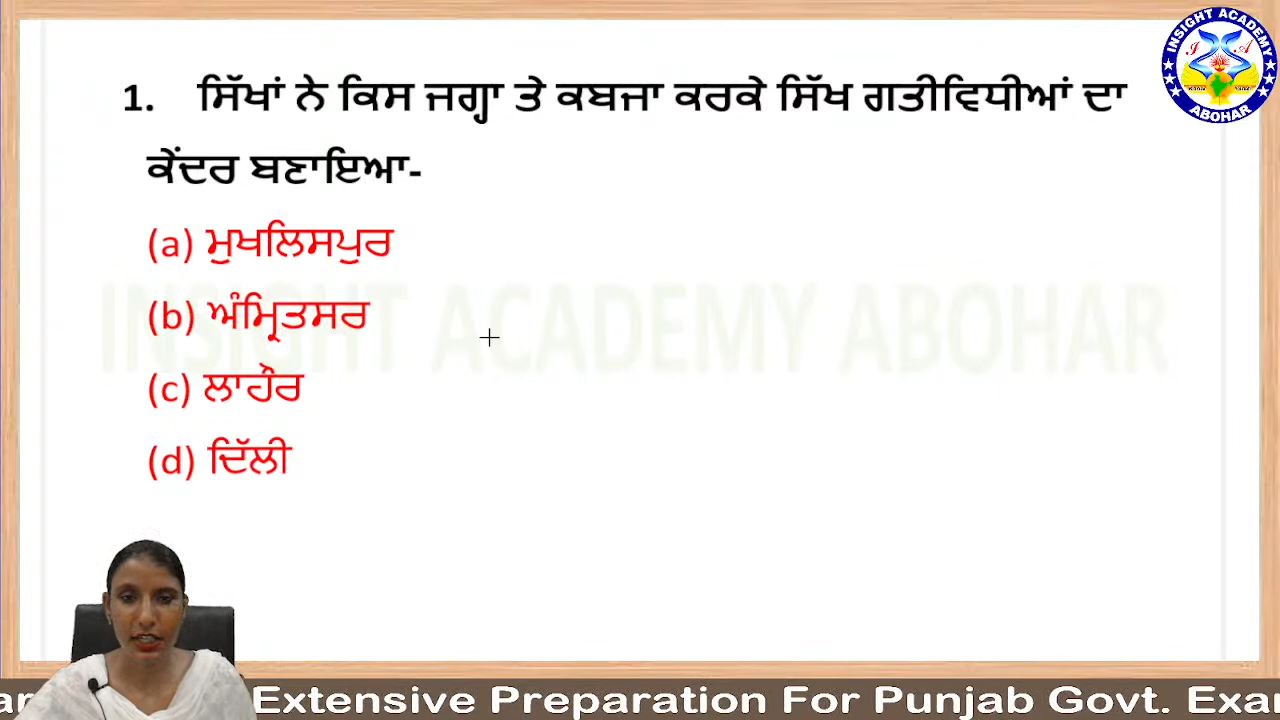 INSIGHT ACADEMY
I A
ABOHAR
1. ਸਿੱਖਾਂ ਨੇ ਕਿਸ ਜਗ੍ਹਾ ਤੇ ਕਬਜਾ ਕਰਕੇ ਸਿੱਖ ਗਤੀਵਿਧੀਆਂ ਦਾ
ਕੇਂਦਰ ਬਣਾਇਆ-
(a) ਮੁਖਲਿਸਪੁਰ
(b) ਅੰਮ੍ਰਿਤਸਰ
INSIGHT ACADEMY ABOHAR
(c) ਲਾਹੌਰ
(d) ਦਿੱਲੀ
Extensive Preparation For Punjab Govt. Exa